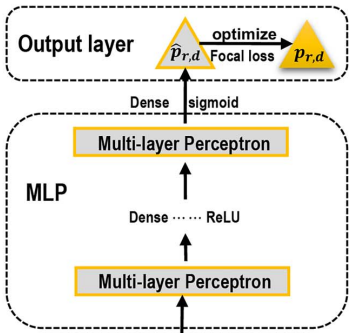 Output layer
p̂r,d
optimize
Focal loss
pr,d
Dense sigmoid
Multi-layer Perceptron
MLP
Dense ⋯⋯ ReLU
Multi-layer Perceptron